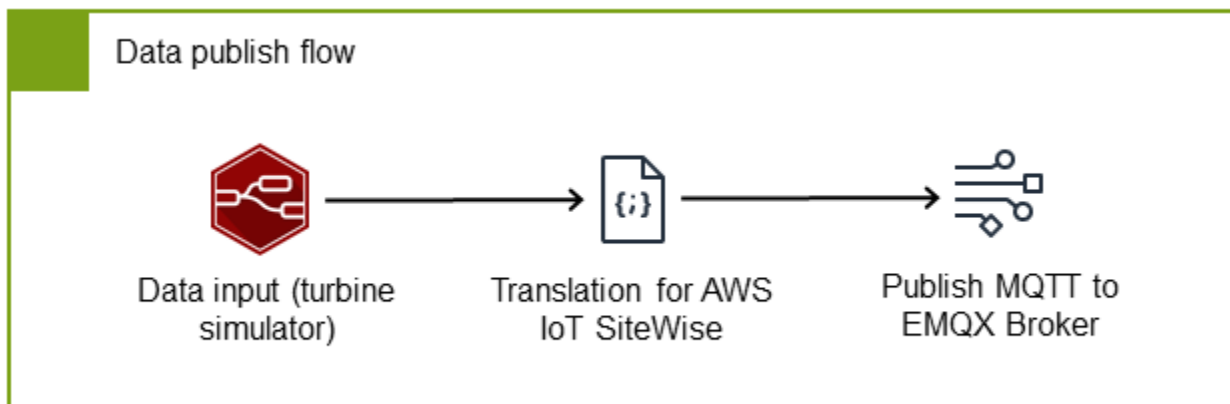 Data publish flow
{;}
Data input (turbine
simulator)
Translation for AWS
IoT SiteWise
Publish MQTT to
EMQX Broker